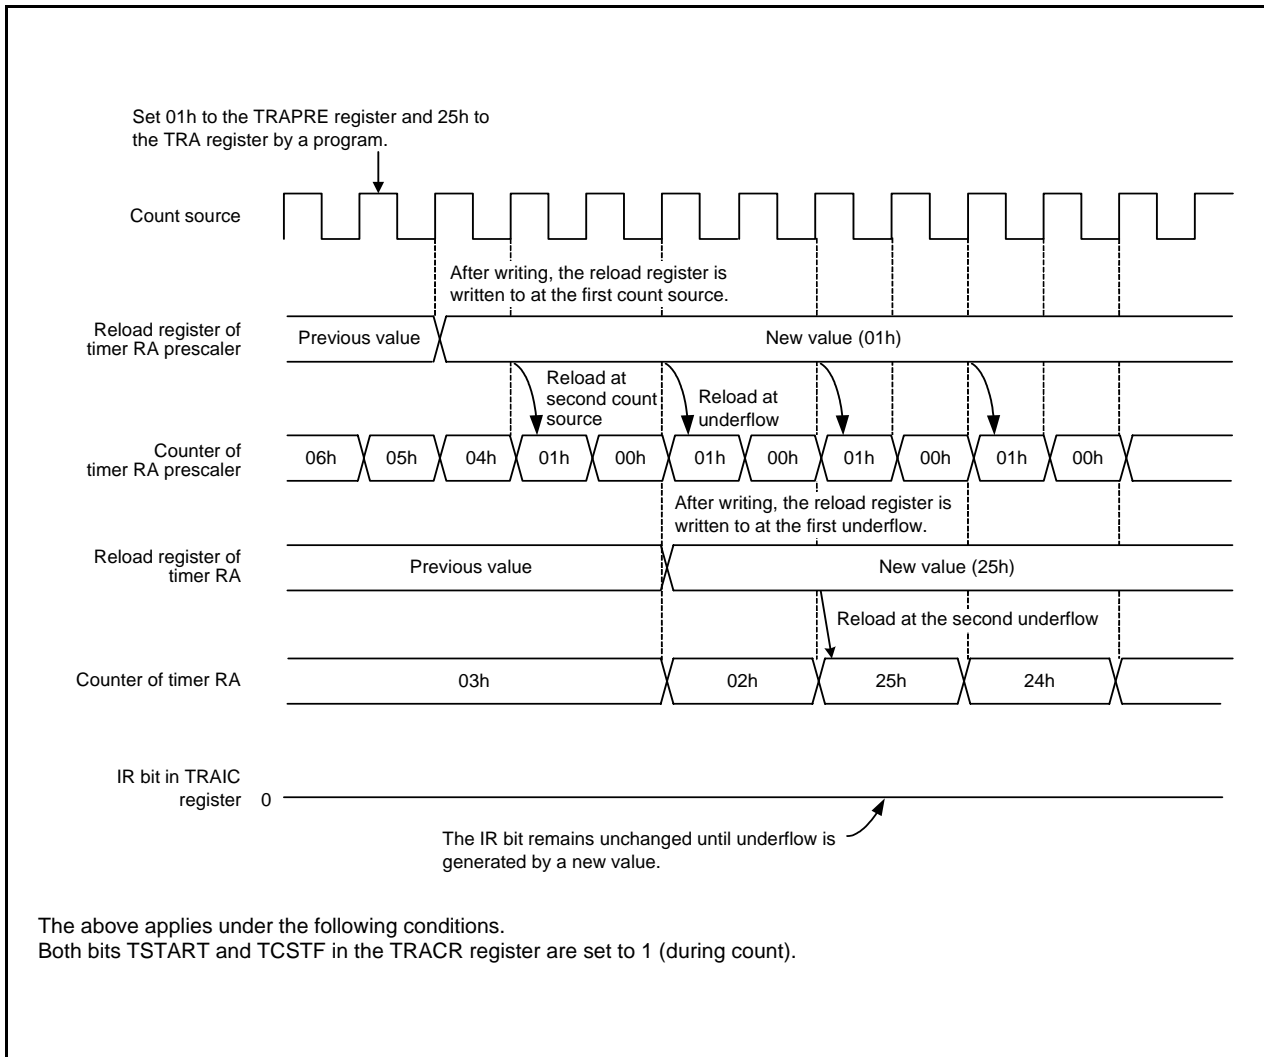 Set 01h to the TRAPRE register and 25h to
the TRA register by a program.
Count source
After writing, the reload register is
written to at the first count source.
Reload register of
timer RA prescaler
Previous value
New value (01h)
Reload at
second count
source
Reload at
underflow
Counter of
timer RA prescaler
06h 05h 04h 01h 00h 01h 00h 01h 00h 01h 00h
After writing, the reload register is
written to at the first underflow.
Reload register of
timer RA
Previous value
New value (25h)
Reload at the second underflow
Counter of timer RA
03h 02h 25h 24h
IR bit in TRAIC
register
0
The IR bit remains unchanged until underflow is
generated by a new value.
The above applies under the following conditions.
Both bits TSTART and TCSTF in the TRACR register are set to 1 (during count).